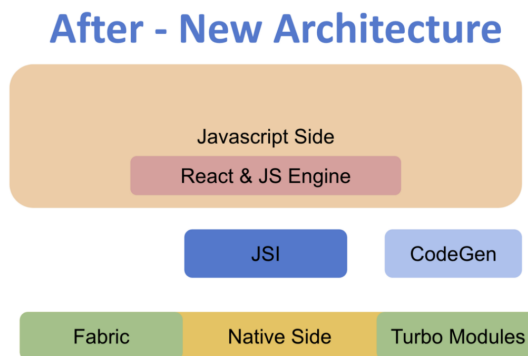 After - New Architecture
Javascript Side
React & JS Engine
JSI
CodeGen
Fabric
Native Side
Turbo Modules